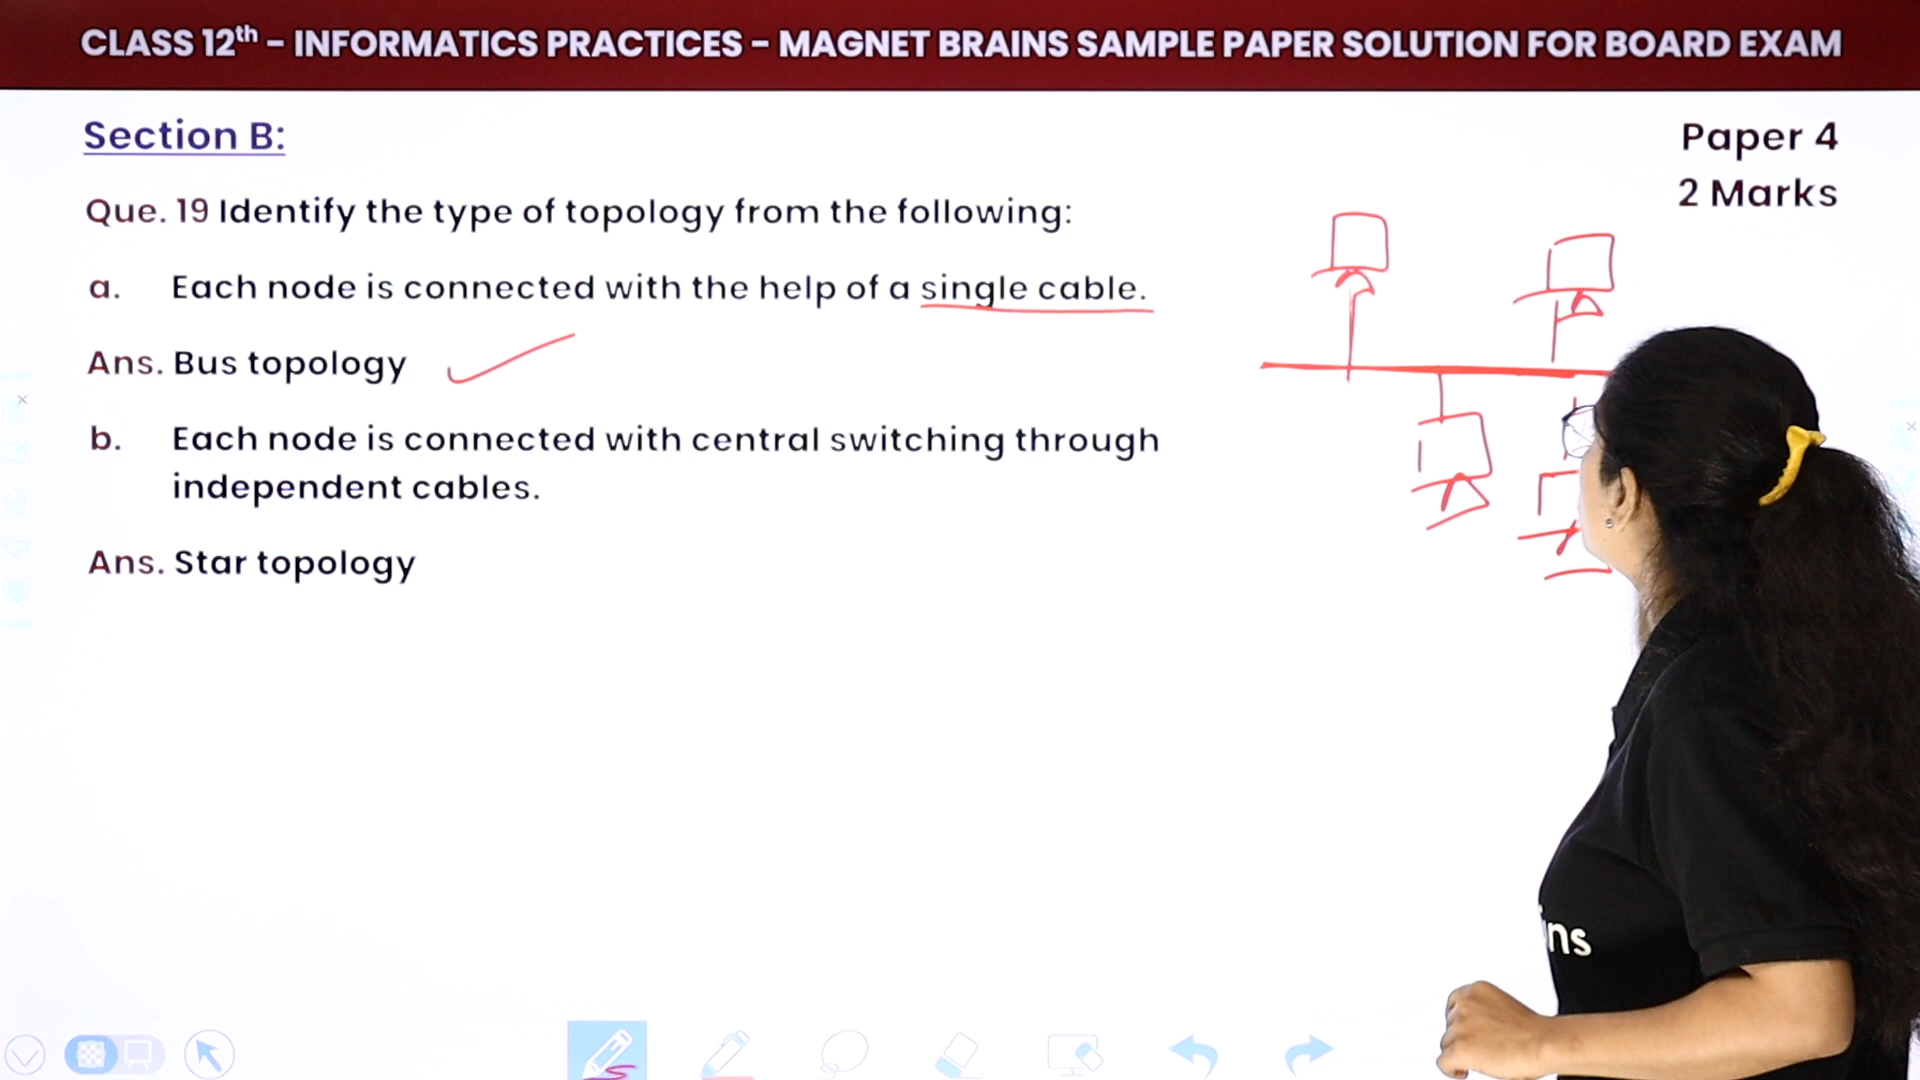 CLASS 12th – INFORMATICS PRACTICES – MAGNET BRAINS SAMPLE PAPER SOLUTION FOR BOARD EXAM
Section B:
Paper 4
2 Marks
Que. 19 Identify the type of topology from the following:
a. Each node is connected with the help of a single cable.
Ans. Bus topology
b. Each node is connected with central switching through
independent cables.
Ans. Star topology
ins